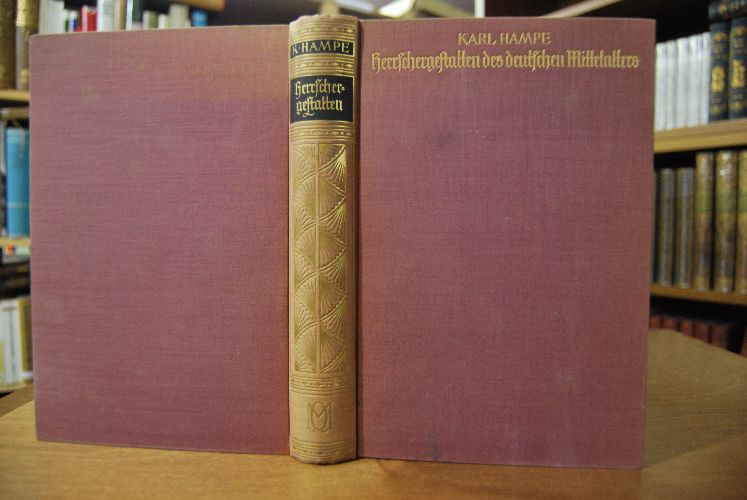 K·HAMPE
Herrscher-
gestalten
KARL HAMPE
Herrschergestalten des deutschen Mittelalters